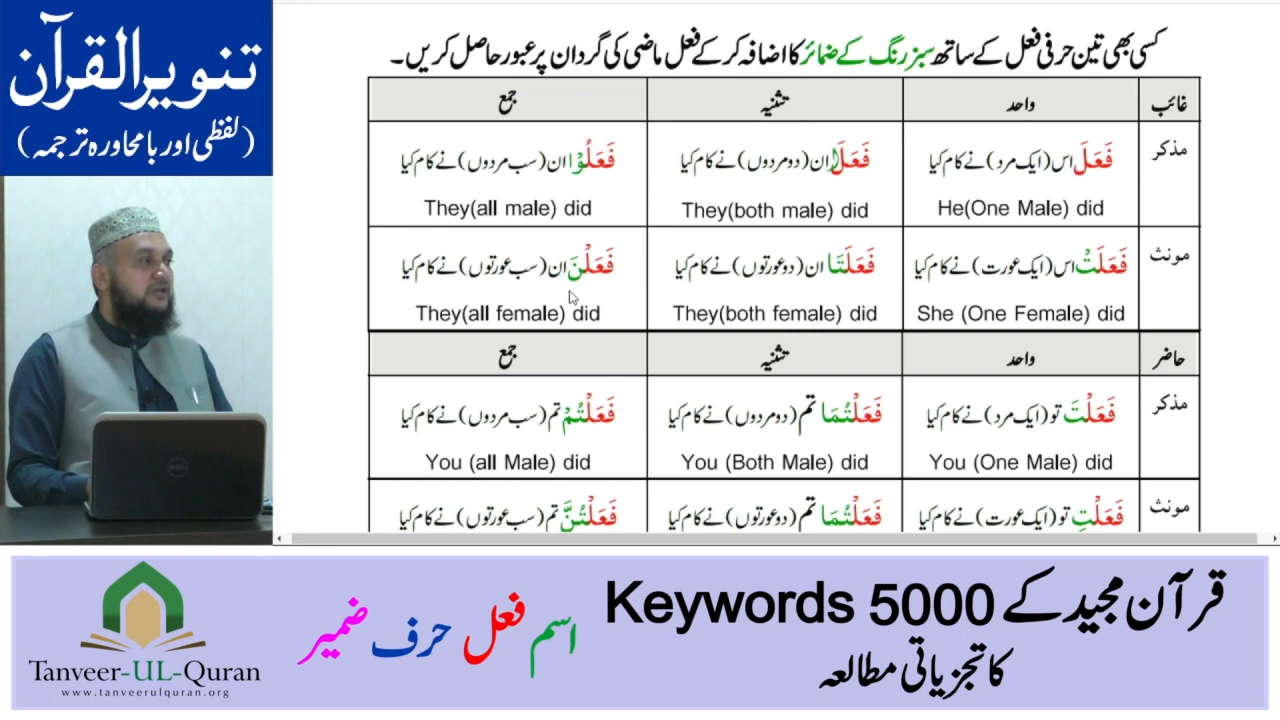 تنویر القرآن
(لفظی اور بامحاورہ ترجمہ)
کسی بھی تین حرفی فعل کے ساتھ سبز رنگ کے ضمائر کا اضافہ کر کے فعل ماضی کی گردان پر عبور حاصل کریں۔
غائب واحد تثنیہ جمع
مذکر فَعَلَ اس (ایک مرد) نے کام کیا فَعَلَا ان (دو مردوں) نے کام کیا فَعَلُوْا ان (سب مردوں) نے کام کیا
He(One Male) did They(both male) did They(all male) did
مونث فَعَلَتْ اس (ایک عورت) نے کام کیا فَعَلَتَا ان (دو عورتوں) نے کام کیا فَعَلْنَ ان (سب عورتوں) نے کام کیا
She (One Female) did They(both female) did They(all female) did
حاضر واحد تثنیہ جمع
مذکر فَعَلْتَ تو (ایک مرد) نے کام کیا فَعَلْتُمَا تم (دو مردوں) نے کام کیا فَعَلْتُمْ تم (سب مردوں) نے کام کیا
You (One Male) did You (Both Male) did You (all Male) did
مونث فَعَلْتِ تو (ایک عورت) نے کام کیا فَعَلْتُمَا تم (دو عورتوں) نے کام کیا فَعَلْتُنَّ تم (سب عورتوں) نے کام کیا
قرآن مجید کے 5000 Keywords
کا تجزیاتی مطالعہ
اسم فعل حرف ضمیر
Tanveer-UL-Quran
www.tanveerulquran.org
DELL